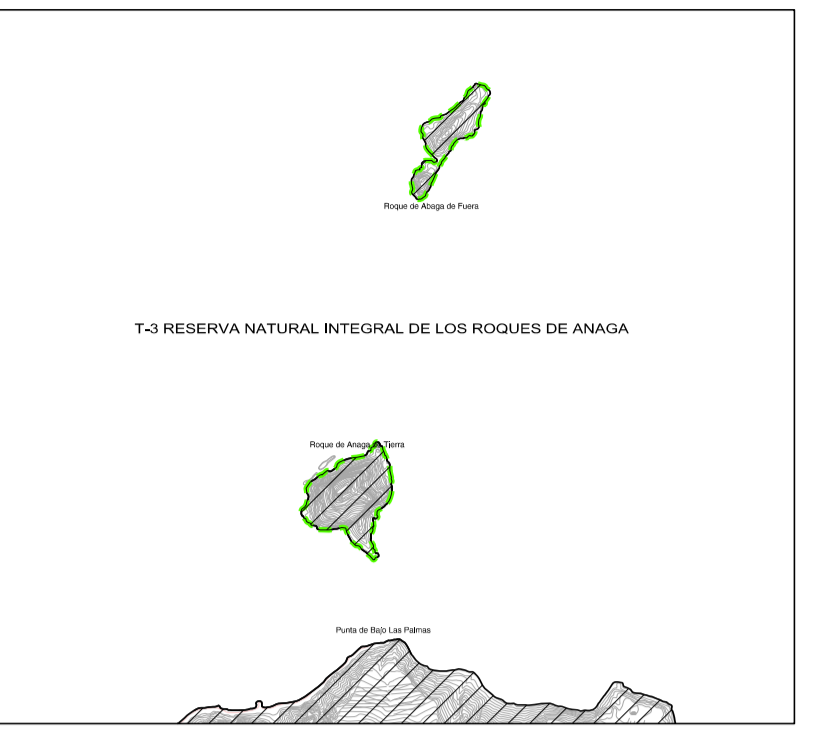 Roque de Abaga de Fuera
T-3 RESERVA NATURAL INTEGRAL DE LOS ROQUES DE ANAGA
Roque de Anaga de Tierra
Punta de Bajo Las Palmas